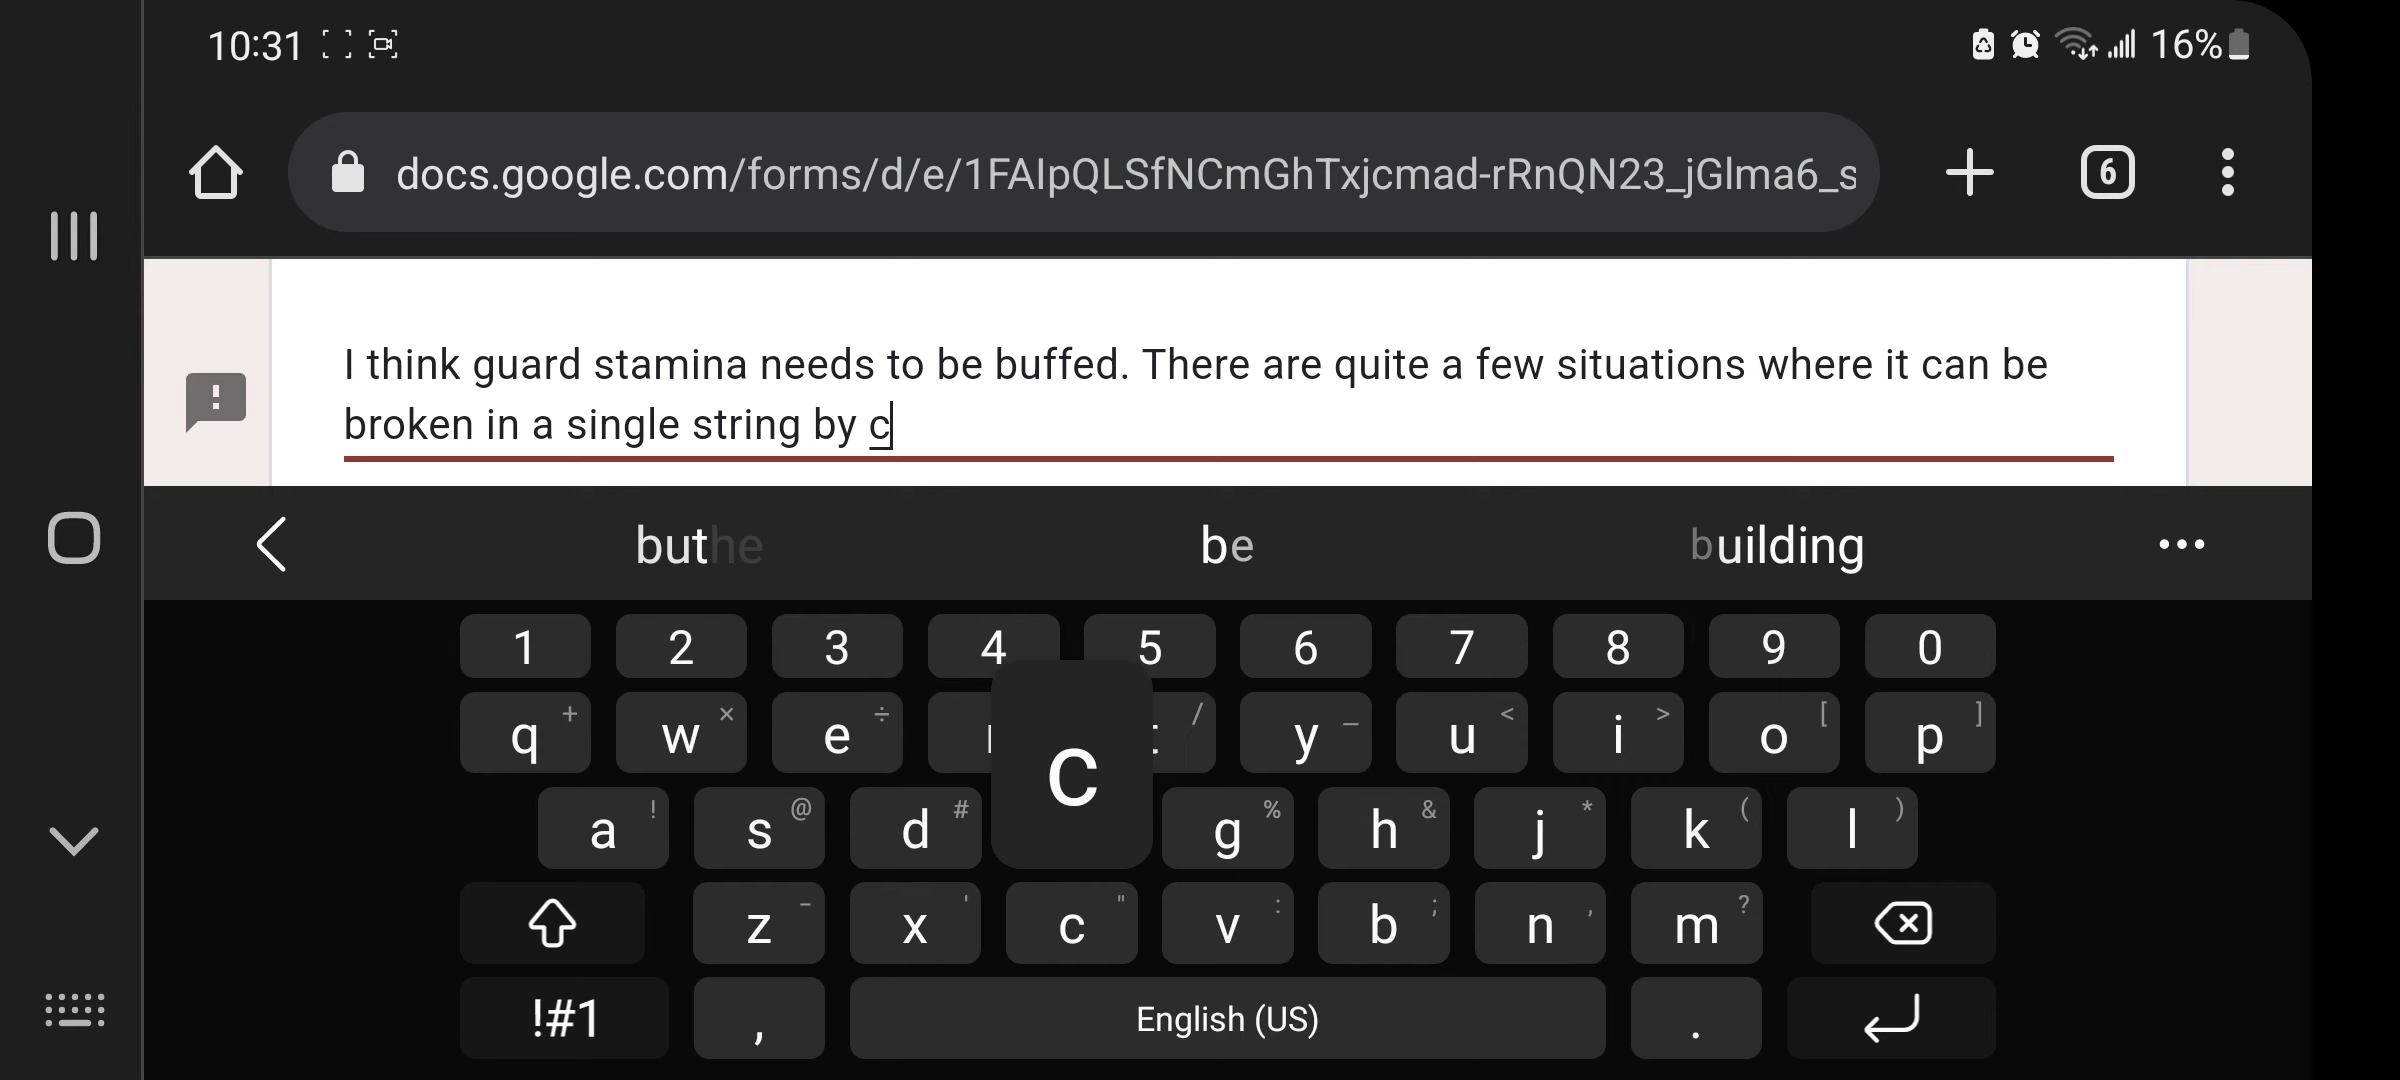 10:31 16%
docs.google.com/forms/d/e/1FAIpQLSfNCmGhTxjcmad-rRnQN23_jGlma6_s
6
I think guard stamina needs to be buffed. There are quite a few situations where it can be
broken in a single string by c
but he be building
1 2 3 4 5 6 7 8 9 0
q + w × e ÷ t / y _ u < i > o [ p ]
a ! s @ d # c g % h & j * k ( l )
z - x ' c " v : b ; n , m ?
!#1 , English (US) .